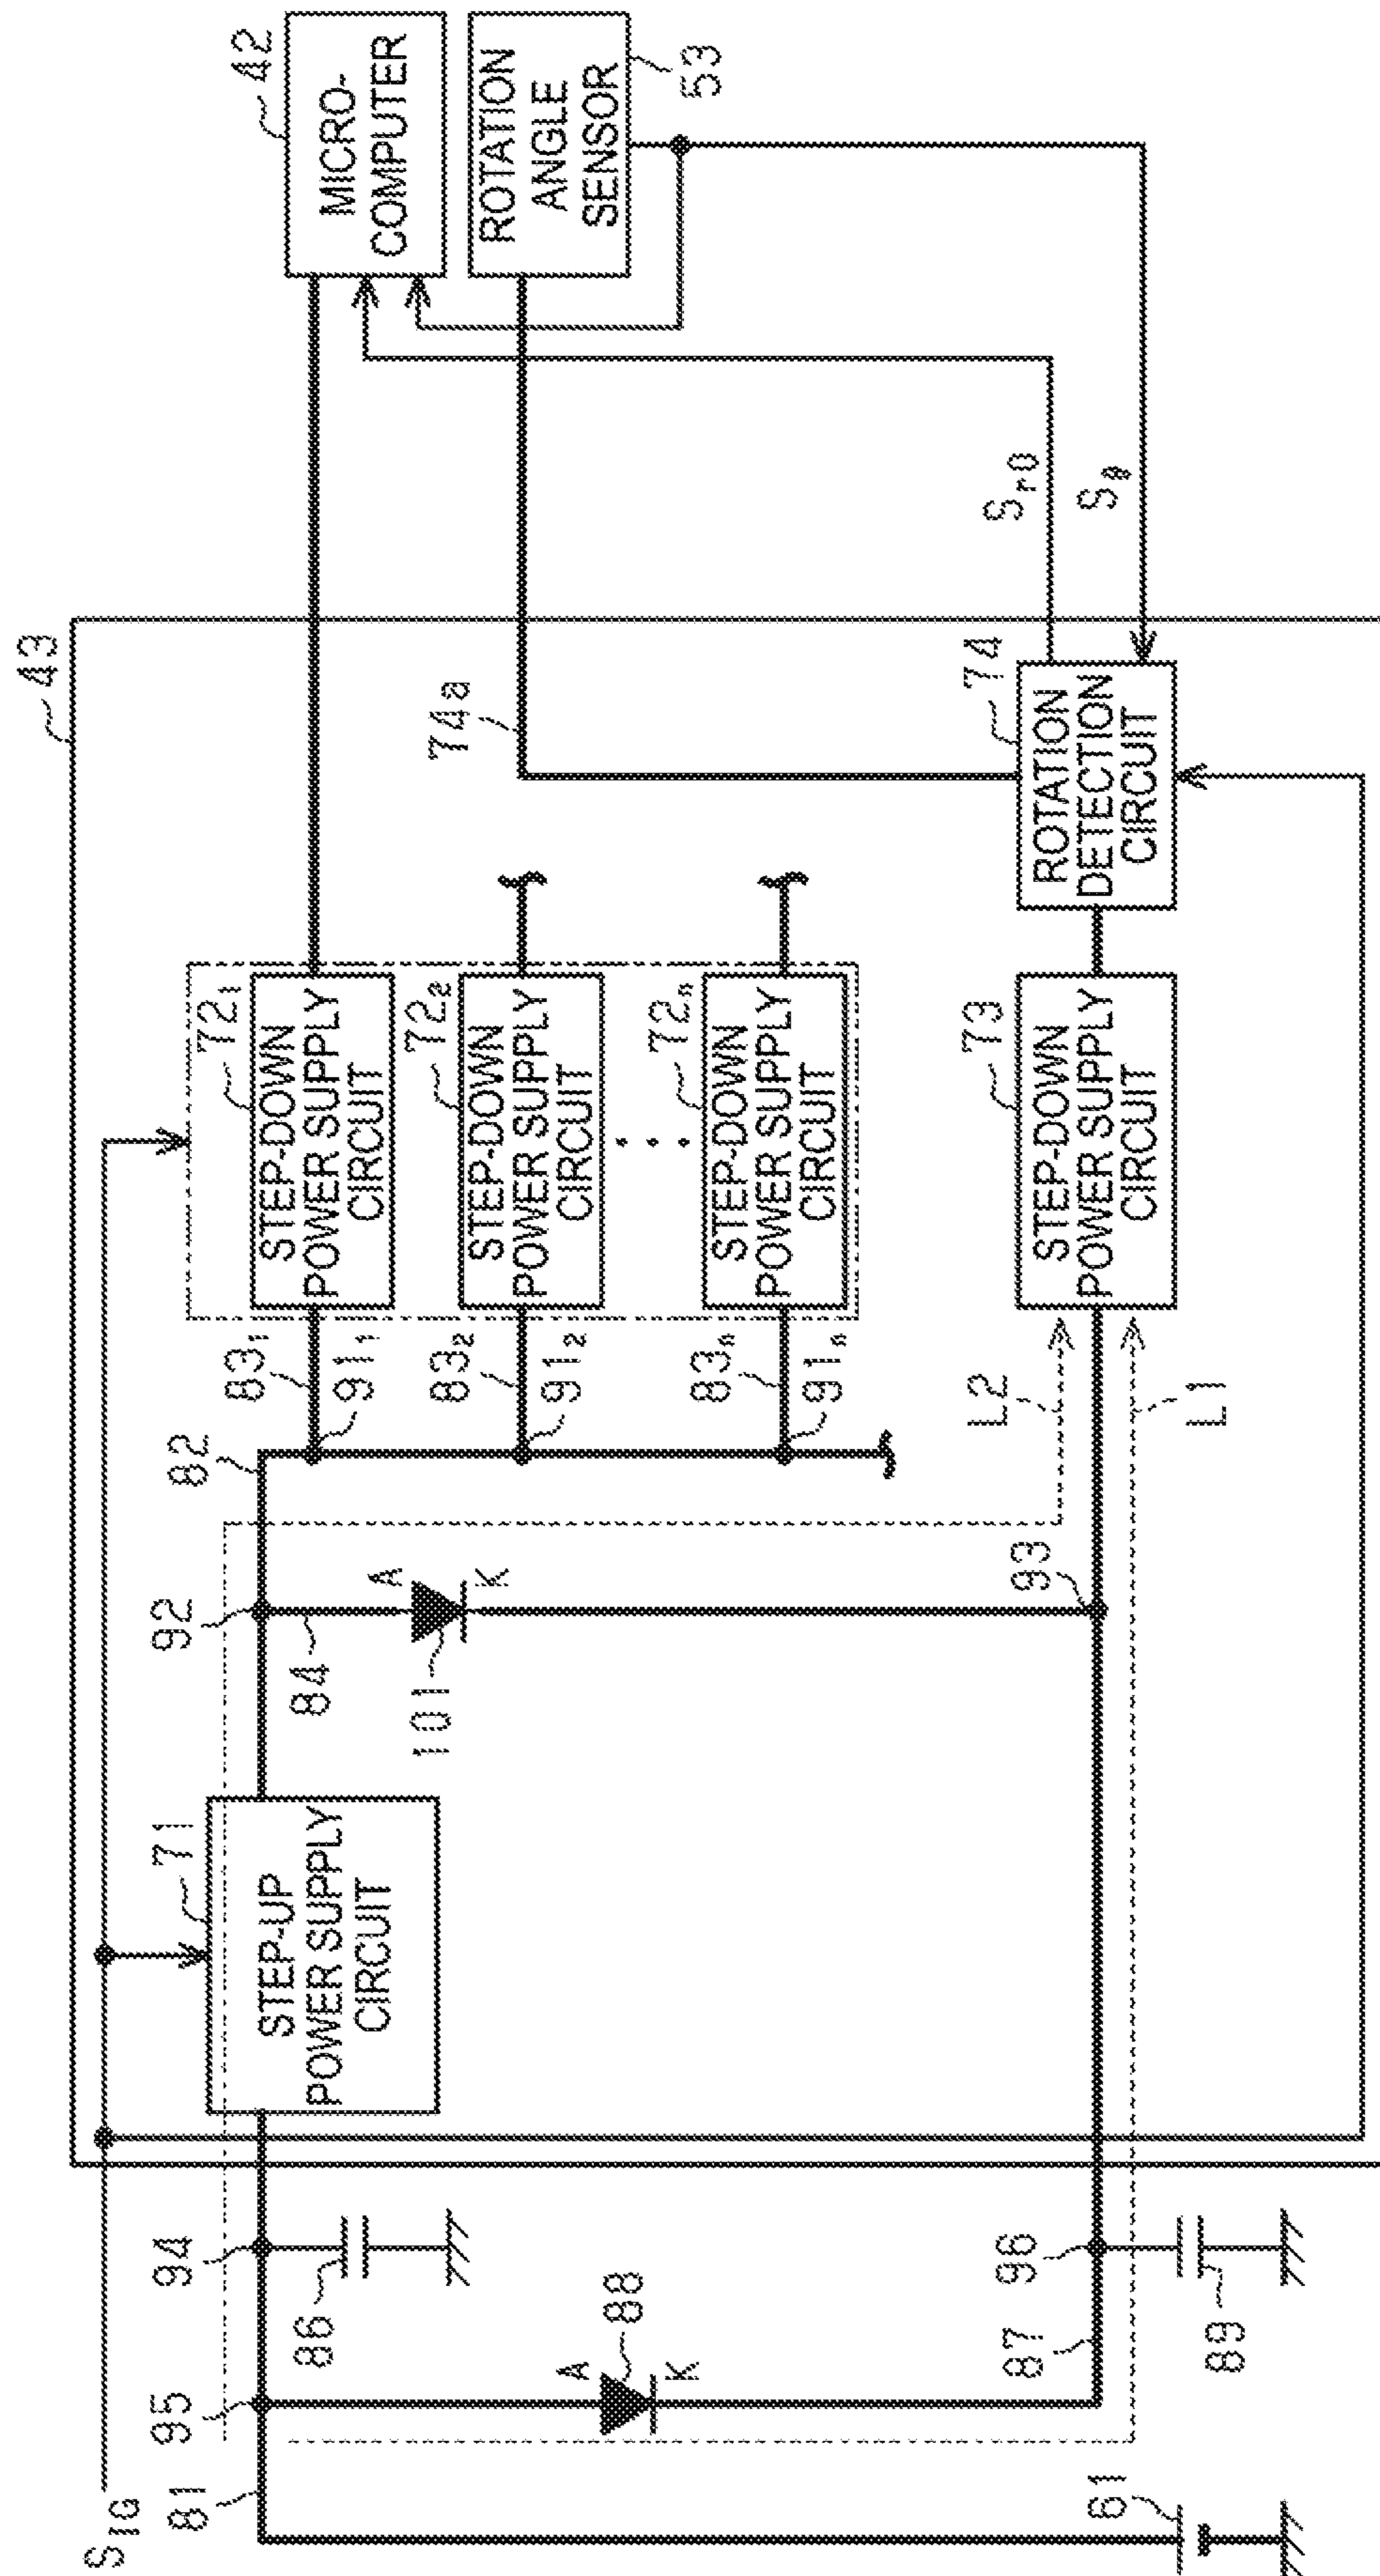 43
S_IG
42
MICRO-
COMPUTER
ROTATION
ANGLE
SENSOR
53
71
STEP-UP
POWER SUPPLY
CIRCUIT
81
95
94
86
92
84
101
A
K
82
83₁
91₁
72₁
STEP-DOWN
POWER SUPPLY
CIRCUIT
83₂
91₂
72₂
STEP-DOWN
POWER SUPPLY
CIRCUIT
83ₙ
91ₙ
72ₙ
STEP-DOWN
POWER SUPPLY
CIRCUIT
74a
88
A
K
61
87
96
89
93
L2
L1
73
STEP-DOWN
POWER SUPPLY
CIRCUIT
74
ROTATION
DETECTION
CIRCUIT
S_r0
S_θ